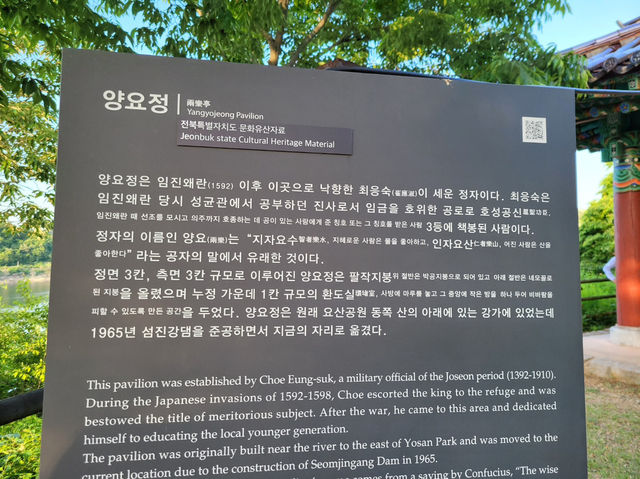 양요정
兩樂亭
Yangyojeong Pavilion
전북특별자치도 문화유산자료
Jeonbuk state Cultural Heritage Material
양요정은 임진왜란(1592) 이후 이곳으로 낙향한 최응숙(崔應淑)이 세운 정자이다. 최응숙은
임진왜란 당시 성균관에서 공부하던 진사로서 임금을 호위한 공로로 호성공신扈聖功臣,
임진왜란 때 선조를 모시고 의주까지 호종하는 데 공이 있는 사람에게 준 칭호 또는 그 칭호를 받은 사람 3등에 책봉된 사람이다.
정자의 이름인 양요(兩樂)는 “지자요수智者樂水, 지혜로운 사람은 물을 좋아하고, 인자요산仁者樂山, 어진 사람은 산을
좋아한다” 라는 공자의 말에서 유래한 것이다.
정면 3칸, 측면 3칸 규모로 이루어진 양요정은 팔작지붕위 절반은 박공지붕으로 되어 있고 아래 절반은 네모꼴로
된 지붕을 올렸으며 누정 가운데 1칸 규모의 환도실環堵室, 사방에 마루를 놓고 그 중앙에 작은 방을 하나 두어 비바람을
피할 수 있도록 만든 공간을 두었다. 양요정은 원래 요산공원 동쪽 산의 아래에 있는 강가에 있었는데
1965년 섬진강댐을 준공하면서 지금의 자리로 옮겼다.
This pavilion was established by Choe Eung-suk, a military official of the Joseon period (1392-1910).
During the Japanese invasions of 1592-1598, Choe escorted the king to the refuge and was
bestowed the title of meritorious subject. After the war, he came to this area and dedicated
himself to educating the local younger generation.
The pavilion was originally built near the river to the east of Yosan Park and was moved to the
current location due to the construction of Seomjingang Dam in 1965.
comes from a saying by Confucius, “The wise